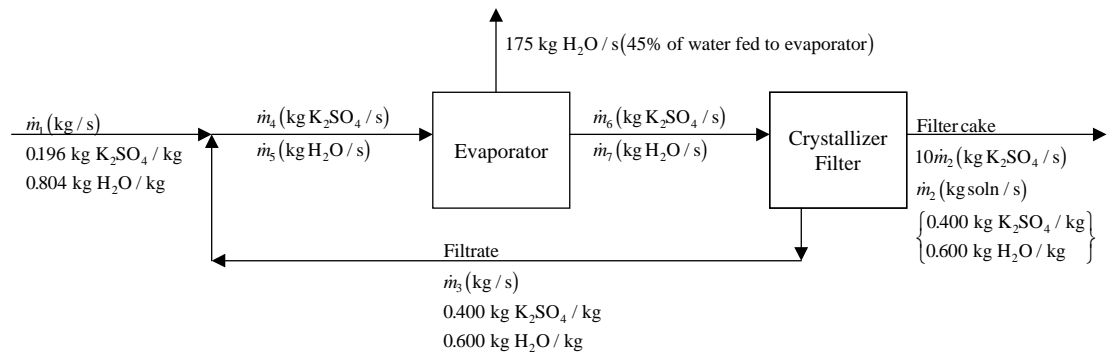 175 kg H₂O / s(45% of water fed to evaporator)
ṁ₁(kg / s)
0.196 kg K₂SO₄ / kg
0.804 kg H₂O / kg
ṁ₄(kg K₂SO₄ / s)
ṁ₅(kg H₂O / s)
Evaporator
ṁ₆(kg K₂SO₄ / s)
ṁ₇(kg H₂O / s)
Crystallizer
Filter
Filter cake
10ṁ₂(kg K₂SO₄ / s)
ṁ₂(kg soln / s)
{0.400 kg K₂SO₄ / kg
0.600 kg H₂O / kg}
Filtrate
ṁ₃(kg / s)
0.400 kg K₂SO₄ / kg
0.600 kg H₂O / kg